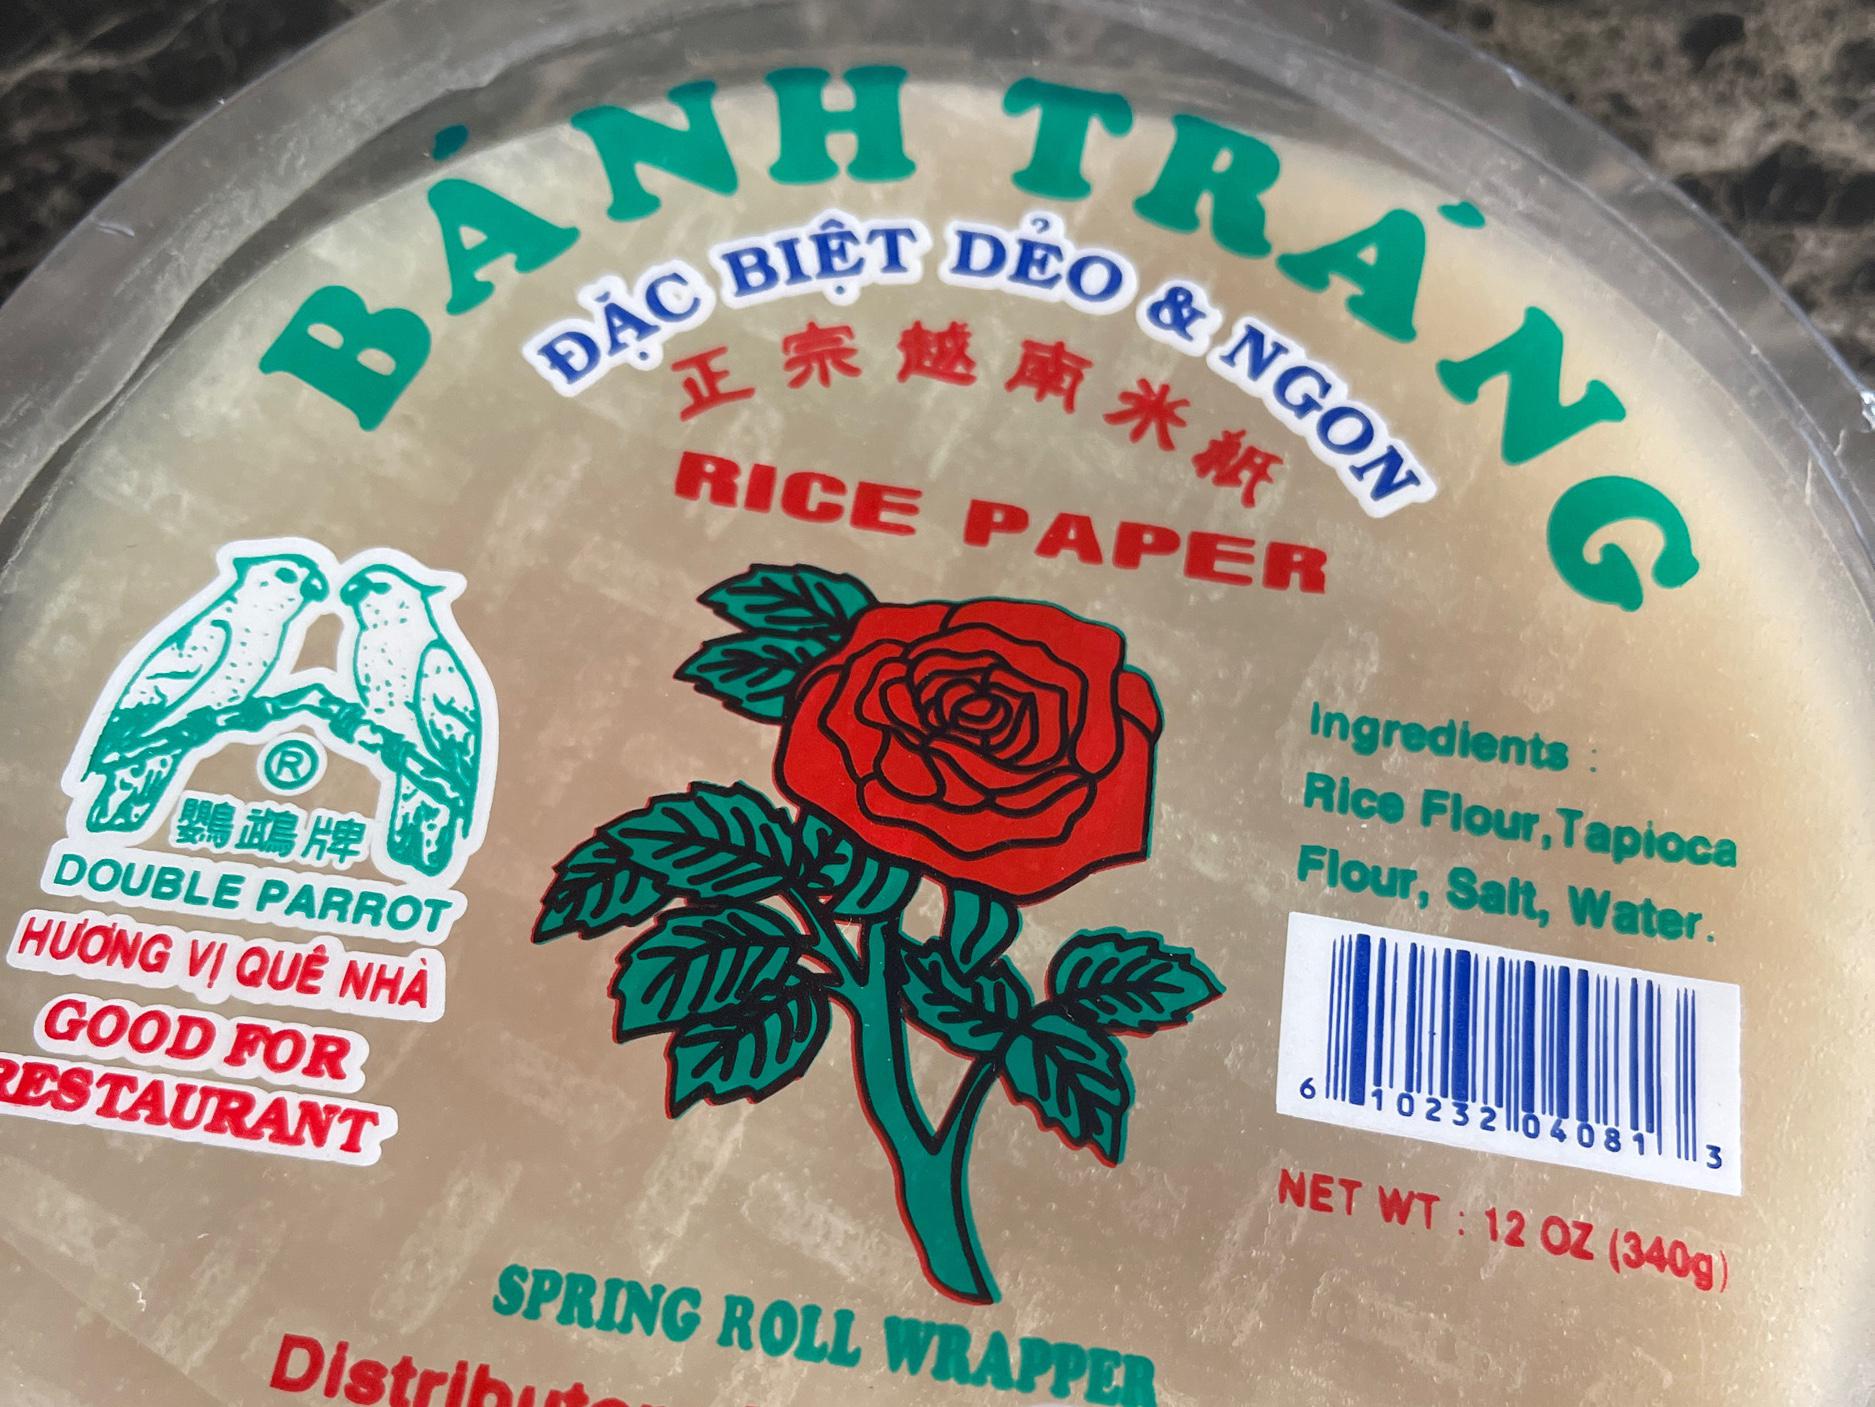 BÁNH TRÁNG
ĐẶC BIỆT DẺO & NGON
正宗越南米紙
RICE PAPER
®
鸚鵡牌
DOUBLE PARROT
HƯƠNG VỊ QUÊ NHÀ
GOOD FOR
RESTAURANT
Ingredients :
Rice Flour,Tapioca
Flour, Salt, Water.
6 10232 04081 3
NET WT : 12 OZ (340g)
SPRING ROLL WRAPPER